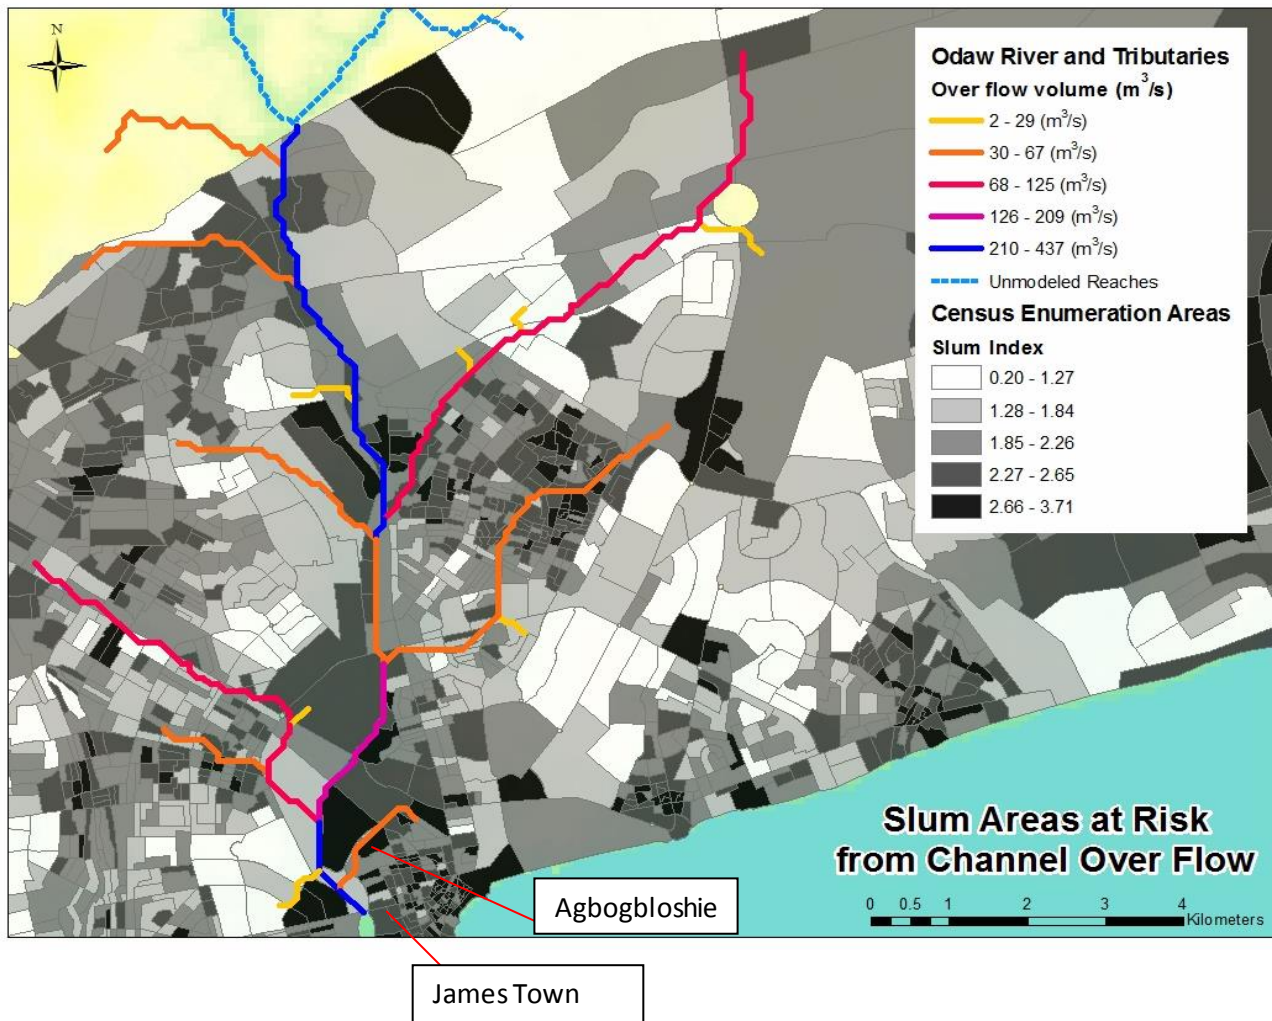 N
Odaw River and Tributaries
Over flow volume (m³/s)
2 - 29 (m³/s)
30 - 67 (m³/s)
68 - 125 (m³/s)
126 - 209 (m³/s)
210 - 437 (m³/s)
Unmodeled Reaches
Census Enumeration Areas
Slum Index
0.20 - 1.27
1.28 - 1.84
1.85 - 2.26
2.27 - 2.65
2.66 - 3.71
Slum Areas at Risk
from Channel Over Flow
0 0.5 1 2 3 4
Kilometers
Agbogbloshie
James Town